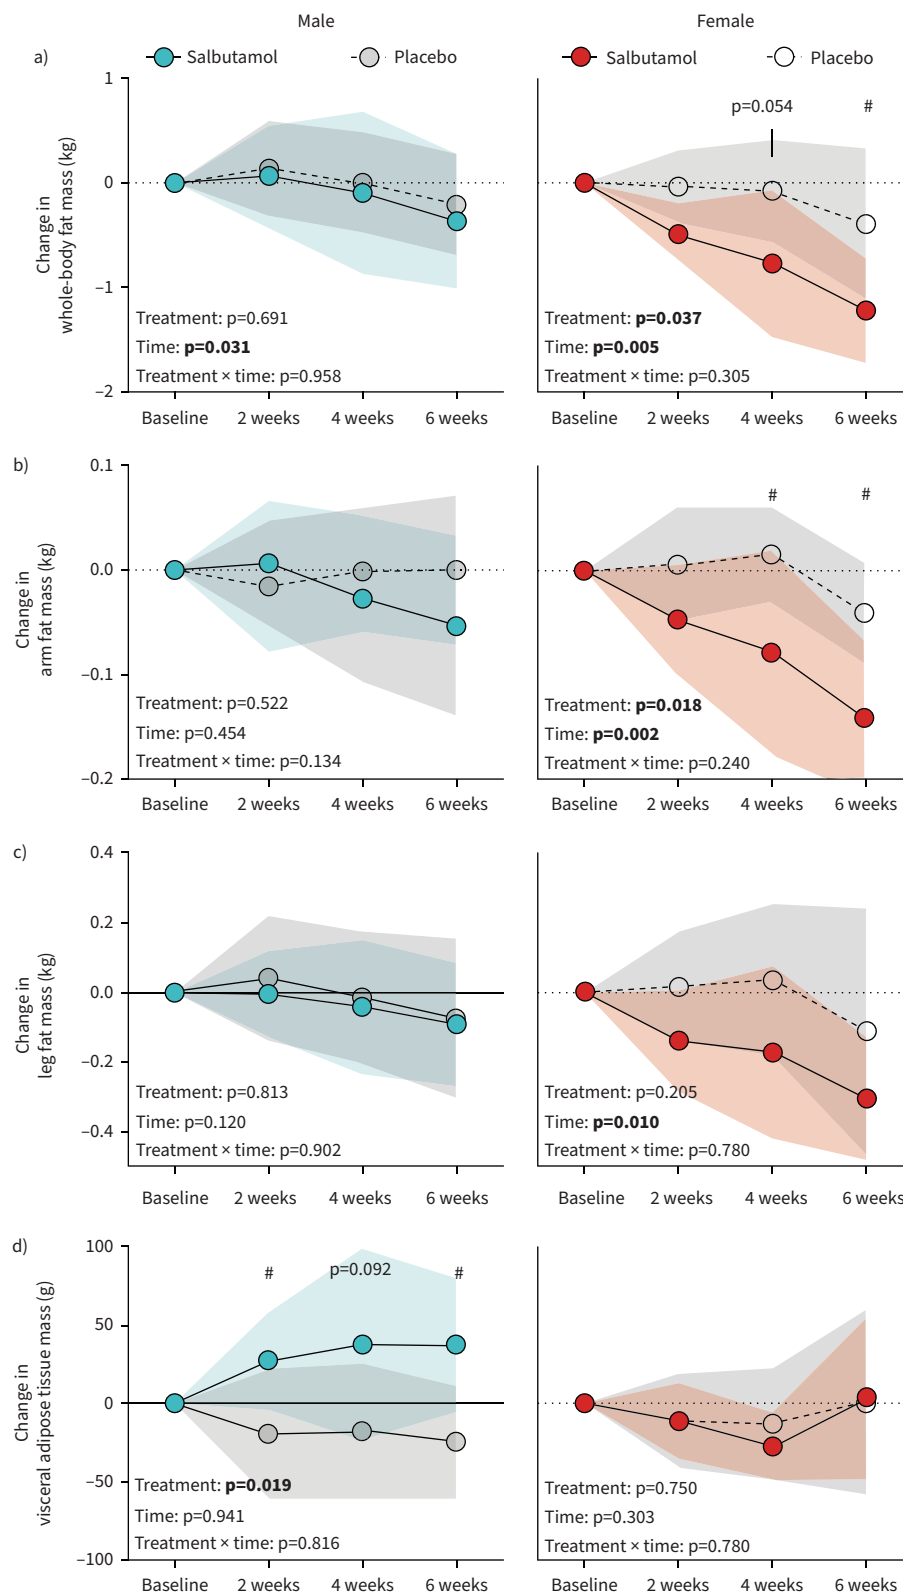 Male
Female
a)
Salbutamol
Placebo
Salbutamol
Placebo
Change in
whole-body fat mass (kg)
1
0
−1
−2
Treatment: p=0.691
Time: p=0.031
Treatment × time: p=0.958
Baseline
2 weeks
4 weeks
6 weeks
p=0.054
#
Treatment: p=0.037
Time: p=0.005
Treatment × time: p=0.305
Baseline
2 weeks
4 weeks
6 weeks
b)
Change in
arm fat mass (kg)
0.1
0.0
−0.1
−0.2
Treatment: p=0.522
Time: p=0.454
Treatment × time: p=0.134
Baseline
2 weeks
4 weeks
6 weeks
#
#
Treatment: p=0.018
Time: p=0.002
Treatment × time: p=0.240
Baseline
2 weeks
4 weeks
6 weeks
c)
Change in
leg fat mass (kg)
0.4
0.2
0.0
−0.2
−0.4
Treatment: p=0.813
Time: p=0.120
Treatment × time: p=0.902
Baseline
2 weeks
4 weeks
6 weeks
Treatment: p=0.205
Time: p=0.010
Treatment × time: p=0.780
Baseline
2 weeks
4 weeks
6 weeks
d)
Change in
visceral adipose tissue mass (g)
100
50
0
−50
−100
#
p=0.092
#
Treatment: p=0.019
Time: p=0.941
Treatment × time: p=0.816
Baseline
2 weeks
4 weeks
6 weeks
Treatment: p=0.750
Time: p=0.303
Treatment × time: p=0.780
Baseline
2 weeks
4 weeks
6 weeks